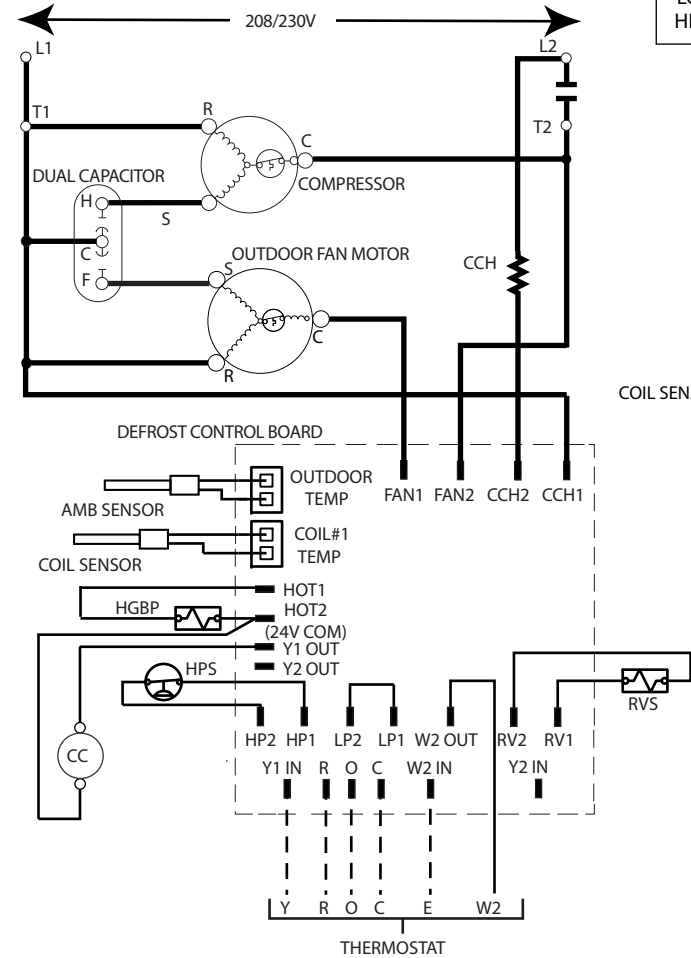 208/230V
L1
L2
T1
T2
R
C
COMPRESSOR
DUAL CAPACITOR
H
S
C
F
OUTDOOR FAN MOTOR
S
C
R
CCH
COIL SENS
DEFROST CONTROL BOARD
AMB SENSOR
OUTDOOR
TEMP
FAN1 FAN2 CCH2 CCH1
COIL SENSOR
COIL#1
TEMP
HOT1
HGBP
HOT2
(24V COM)
Y1 OUT
Y2 OUT
HPS
RVS
CC
HP2 HP1 LP2 LP1 W2 OUT RV2 RV1
Y1 IN R O C W2 IN Y2 IN
Y R O C E W2
THERMOSTAT